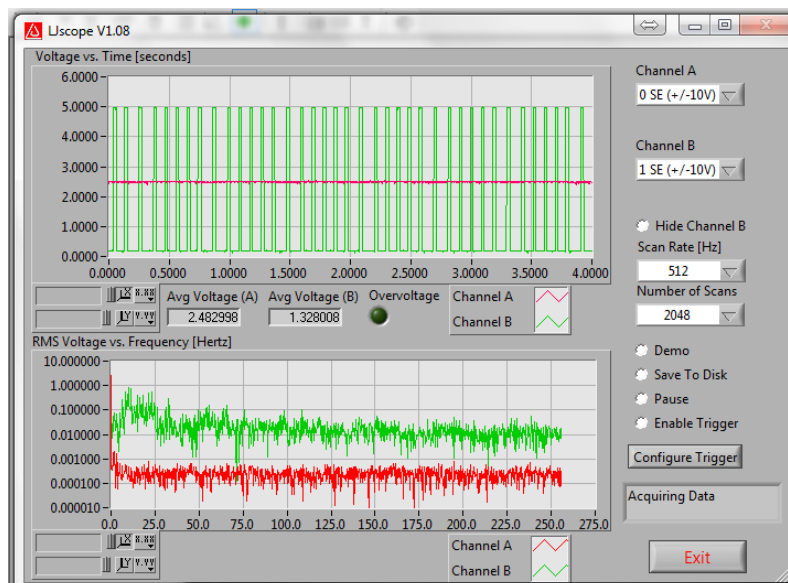 LJscope V1.08
Voltage vs. Time [seconds]
6.0000
5.0000
4.0000
3.0000
2.0000
1.0000
0.0000
0.0000 0.5000 1.0000 1.5000 2.0000 2.5000 3.0000 3.5000 4.0000
Avg Voltage (A) Avg Voltage (B) Overvoltage
2.482998 1.328008
Channel A
Channel B
RMS Voltage vs. Frequency [Hertz]
10.000000
1.000000
0.100000
0.010000
0.001000
0.000100
0.000010
0.0 25.0 50.0 75.0 100.0 125.0 150.0 175.0 200.0 225.0 250.0 275.0
Channel A
Channel B
Channel A
0 SE (+/-10V)
Channel B
1 SE (+/-10V)
Hide Channel B
Scan Rate [Hz]
512
Number of Scans
2048
Demo
Save To Disk
Pause
Enable Trigger
Configure Trigger
Acquiring Data
Exit